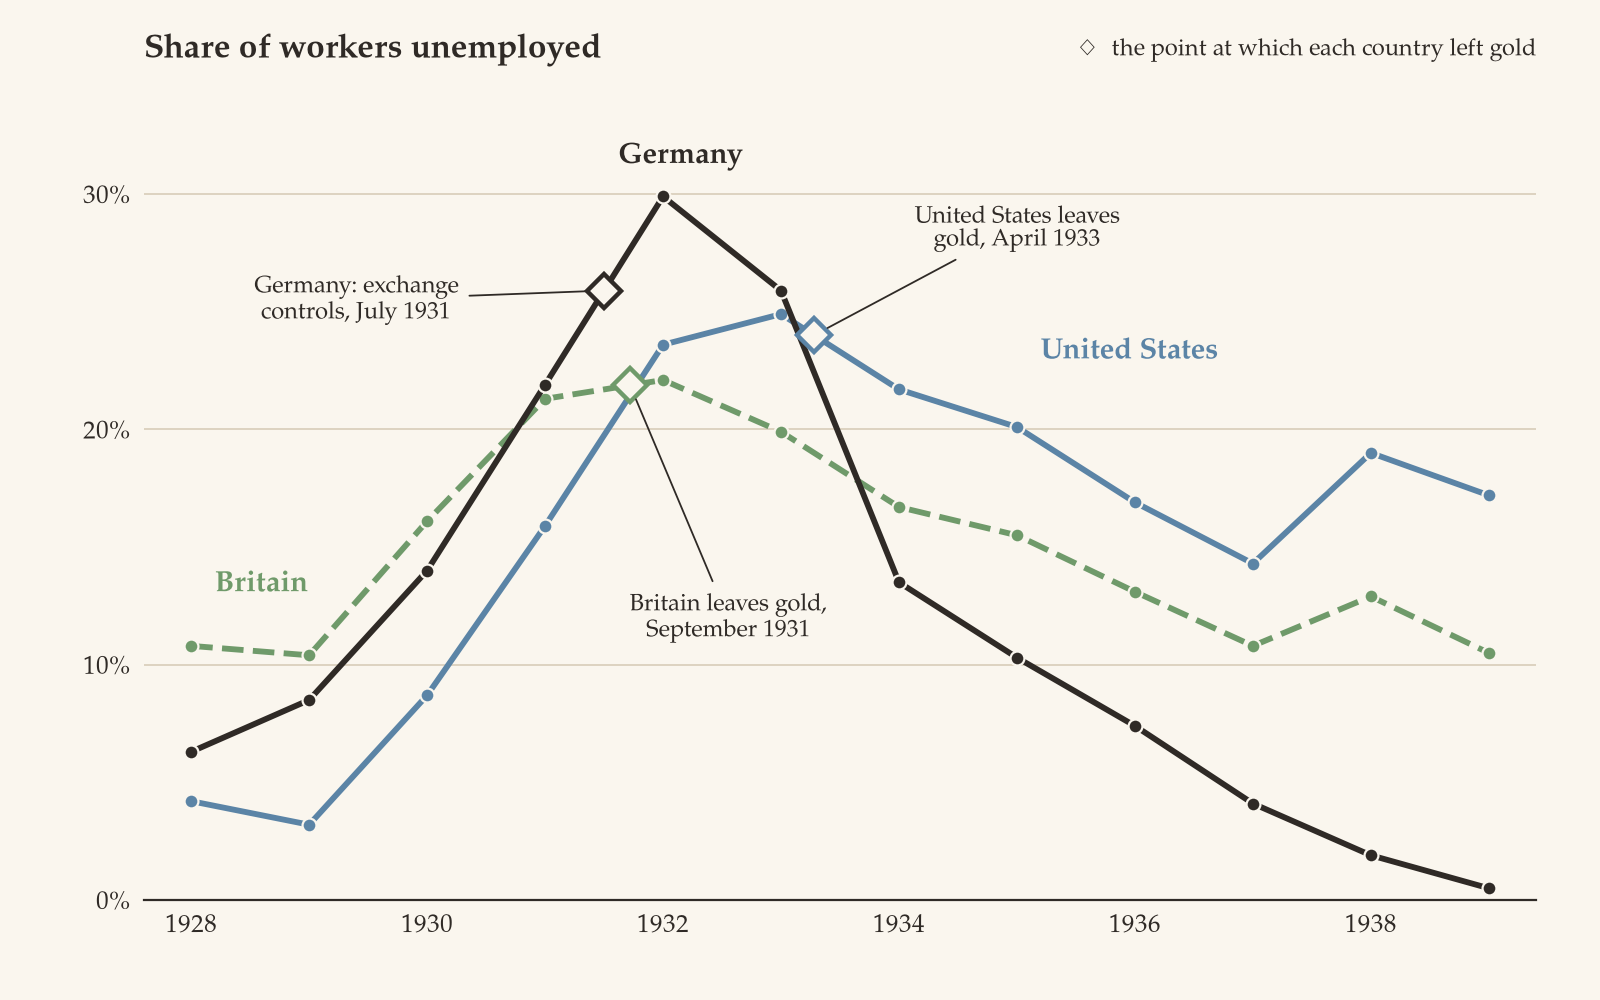 Share of workers unemployed
◇ the point at which each country left gold
Germany
30%
United States leaves
gold, April 1933
Germany: exchange
controls, July 1931
United States
20%
Britain
Britain leaves gold,
September 1931
10%
0%
1928 1930 1932 1934 1936 1938